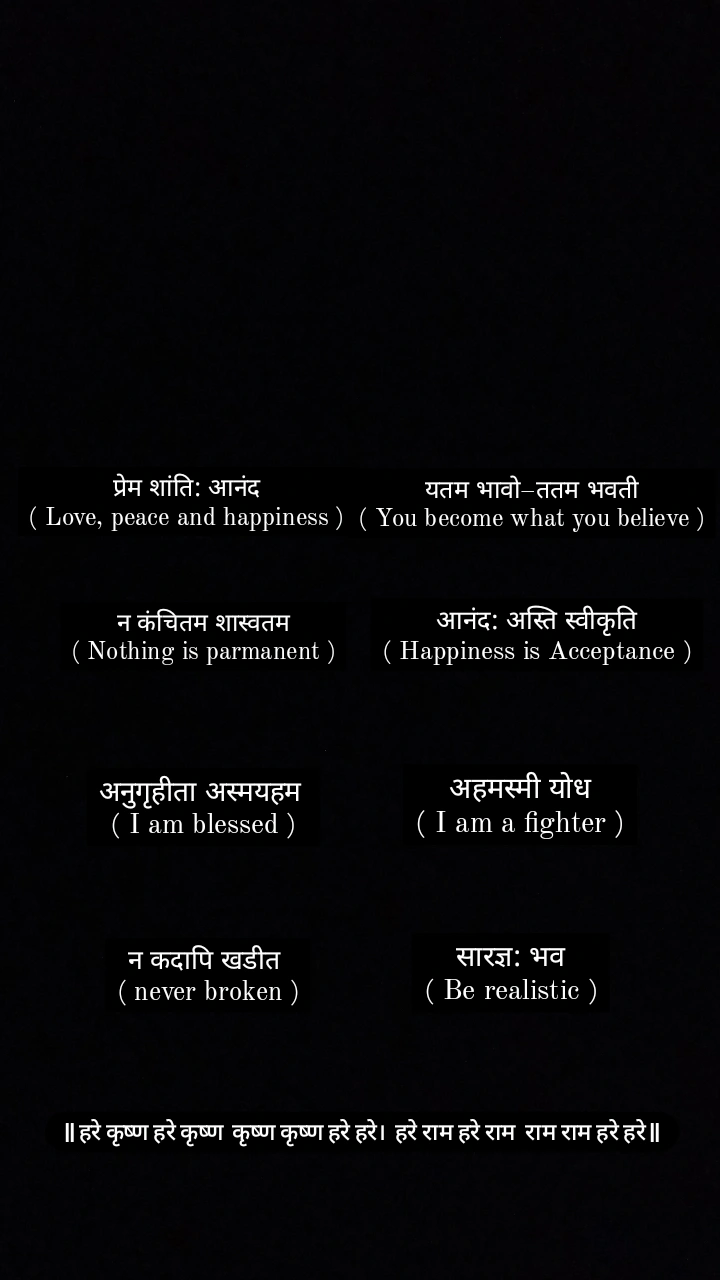 प्रेम शांति: आनंद
( Love, peace and happiness )
यतम भावो–ततम भवती
( You become what you believe )
न कंचितम शास्वतम
( Nothing is parmanent )
आनंद: अस्ति स्वीकृति
( Happiness is Acceptance )
अनुगृहीता अस्मयहम
( I am blessed )
अहमस्मी योध
( I am a fighter )
न कदापि खडीत
( never broken )
सारज्ञ: भव
( Be realistic )
॥ हरे कृष्ण हरे कृष्ण कृष्ण कृष्ण हरे हरे। हरे राम हरे राम राम राम हरे हरे ॥